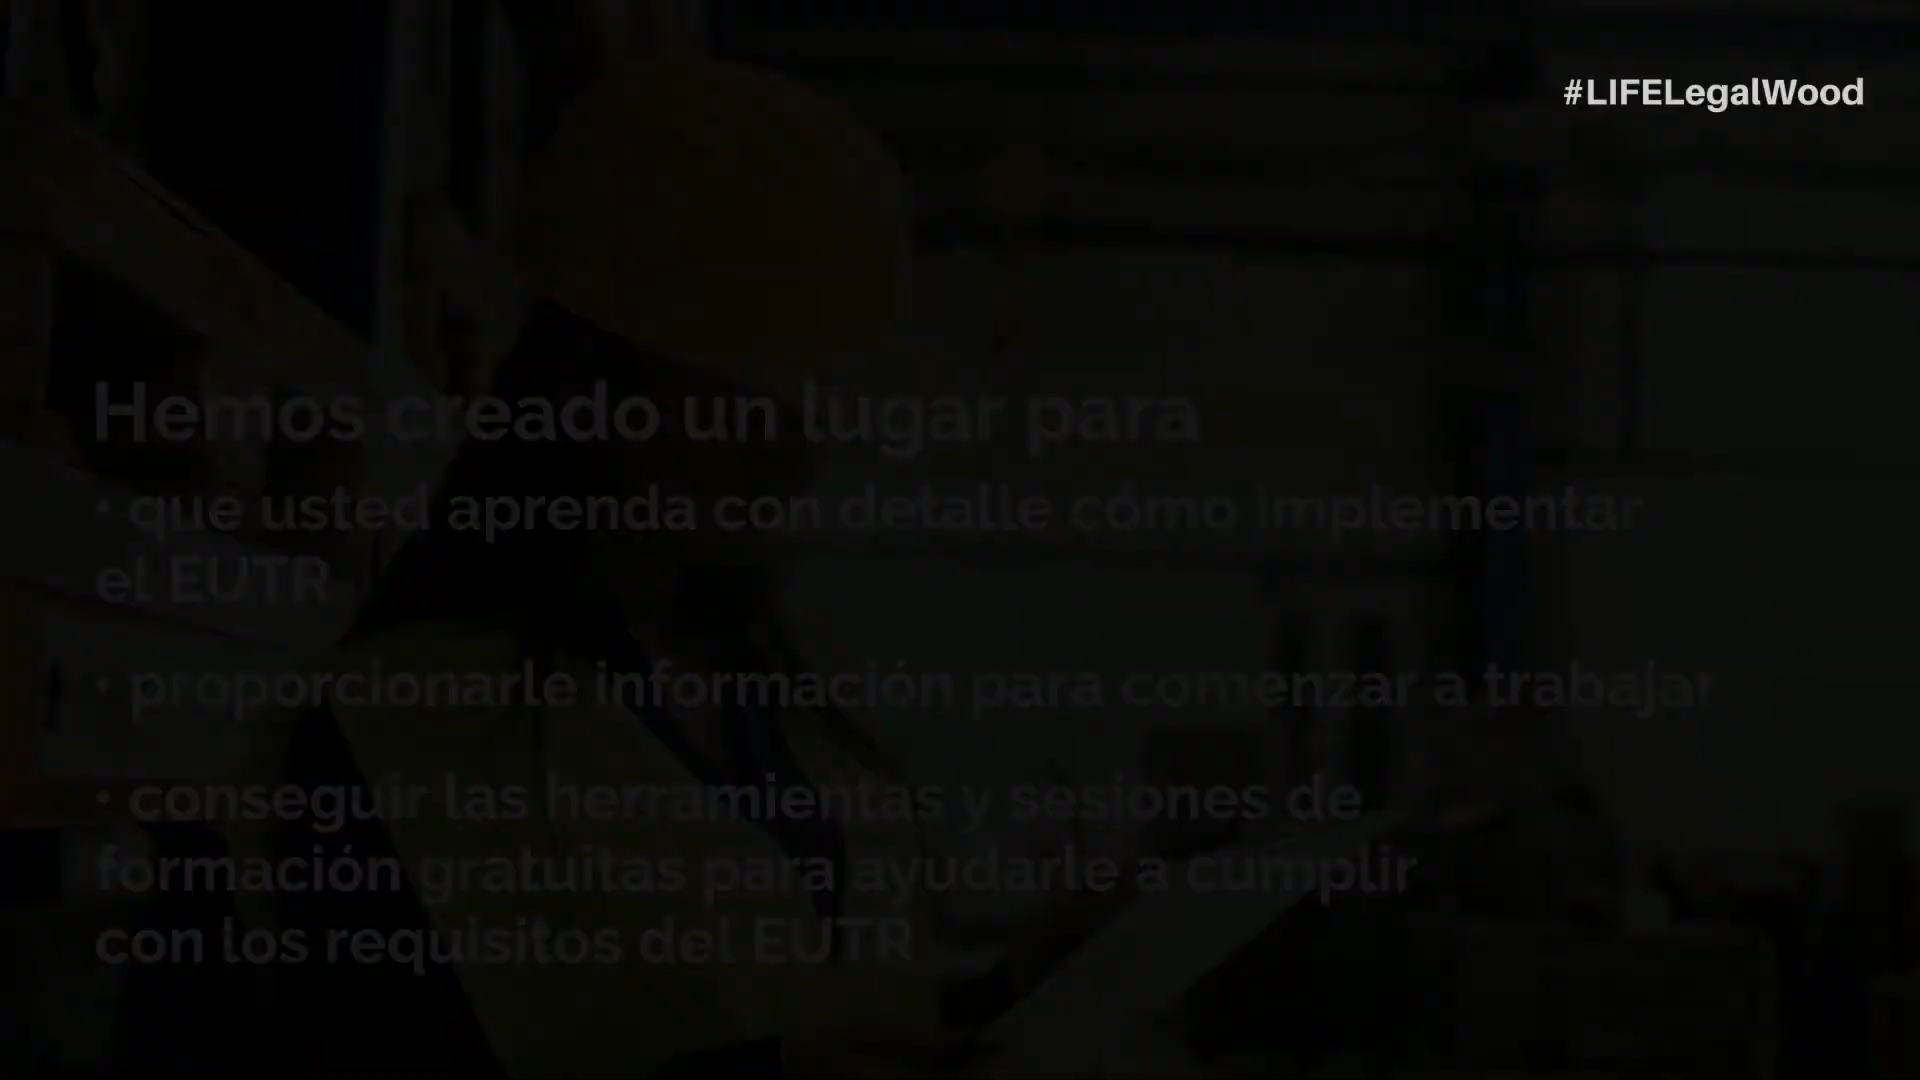 #LIFELegalWood
Hemos creado un lugar para
• que usted aprenda con detalle cómo implementar
el EUTR
• proporcionarle información para comenzar a trabajar
• conseguir las herramientas y sesiones de
formación gratuitas para ayudarle a cumplir
con los requisitos del EUTR